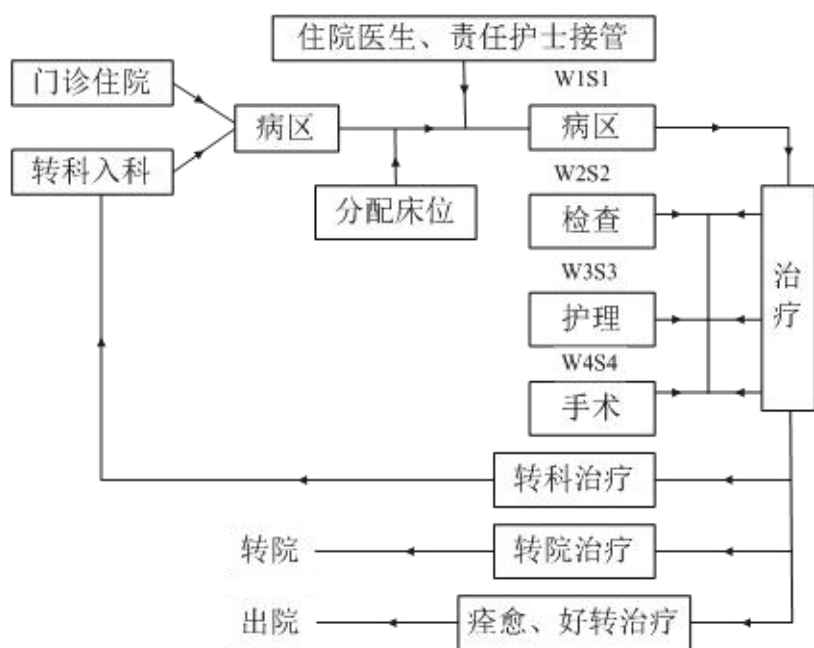 住院医生、责任护士接管
W1S1
门诊住院
病区
病区
转科入科
W2S2
分配床位
检查
W3S3
治疗
护理
W4S4
手术
转科治疗
转院
转院治疗
出院
痊愈、好转治疗